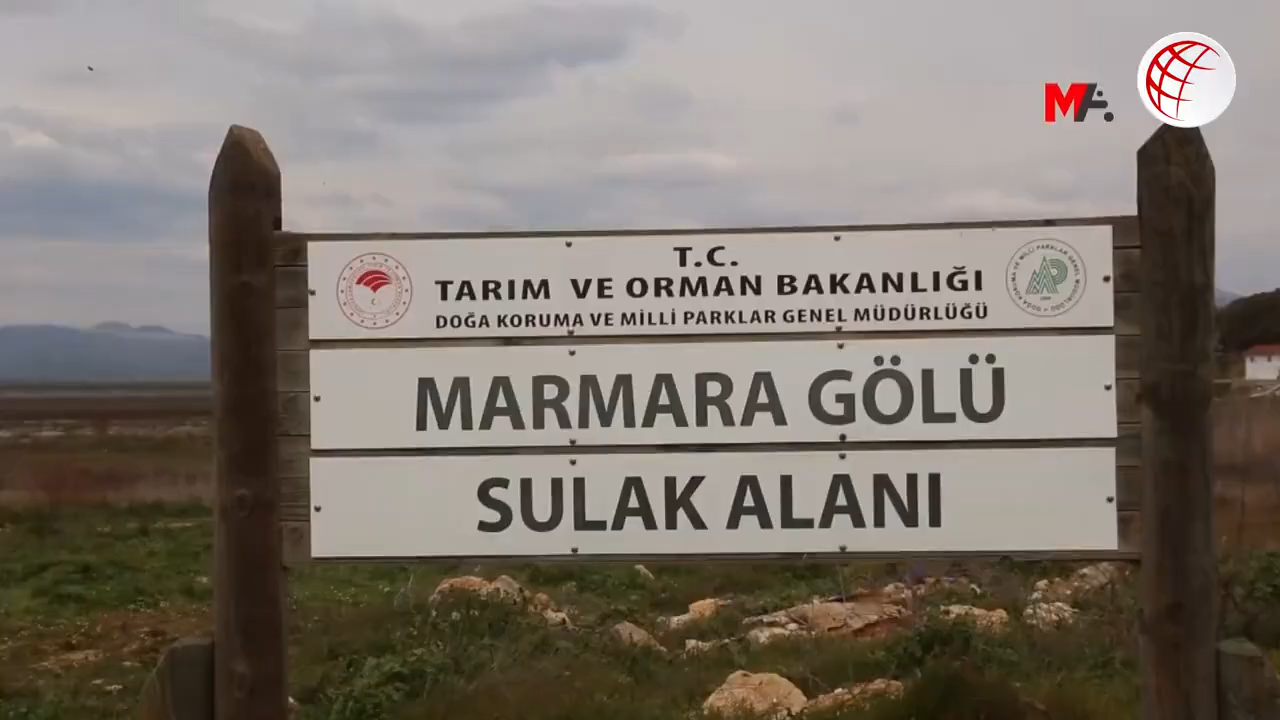 MA
T.C.
TARIM VE ORMAN BAKANLIĞI
DOĞA KORUMA VE MİLLİ PARKLAR GENEL MÜDÜRLÜĞÜ
MARMARA GÖLÜ
SULAK ALANI